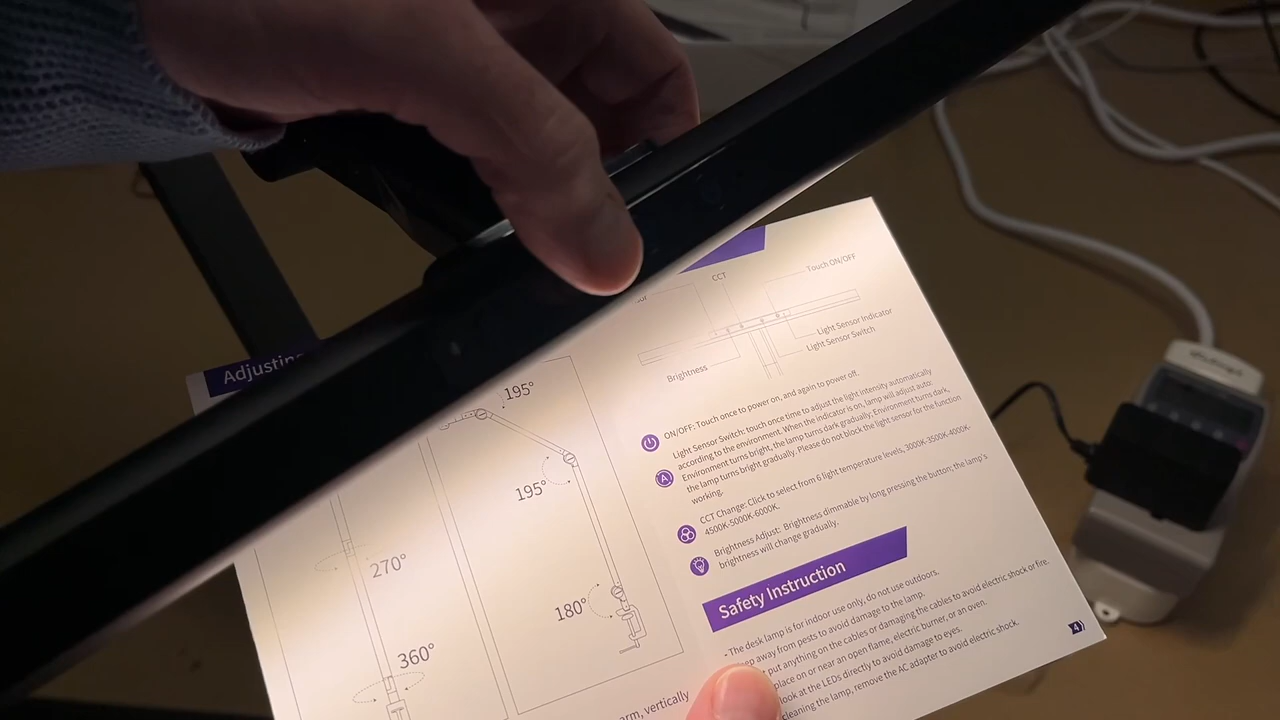 Adjusting
195°
195°
270°
180°
360°
arm, vertically
CCT
Touch ON/OFF
Light Sensor Indicator
Light Sensor Switch
Brightness
ON/OFF: Touch once to power on, and again to power off.
Light Sensor Switch: touch once time to adjust the light intensity automatically
according to the environment. When the indicator is on, lamp will adjust auto:
Environment turns bright, the lamp turns dark gradually. Environment turns dark,
the lamp turns bright gradually. Please do not block the light sensor for the function
working.
A
CCT Change: Click to select from 6 light temperature levels, 3000K-3500K-4000K-
4500K-5000K-6000K.
Brightness Adjust: Brightness dimmable by long pressing the button; the lamp's
brightness will change gradually.
Safety Instruction
- The desk lamp is for indoor use only, do not use outdoors,
away from pests to avoid damage to the lamp.
put anything on the cables or damaging the cables to avoid electric shock or fire.
place on or near an open flame, electric burner, or an oven.
look at the LEDs directly to avoid damage to eyes.
cleaning the lamp, remove the AC adapter to avoid electric shock.
4